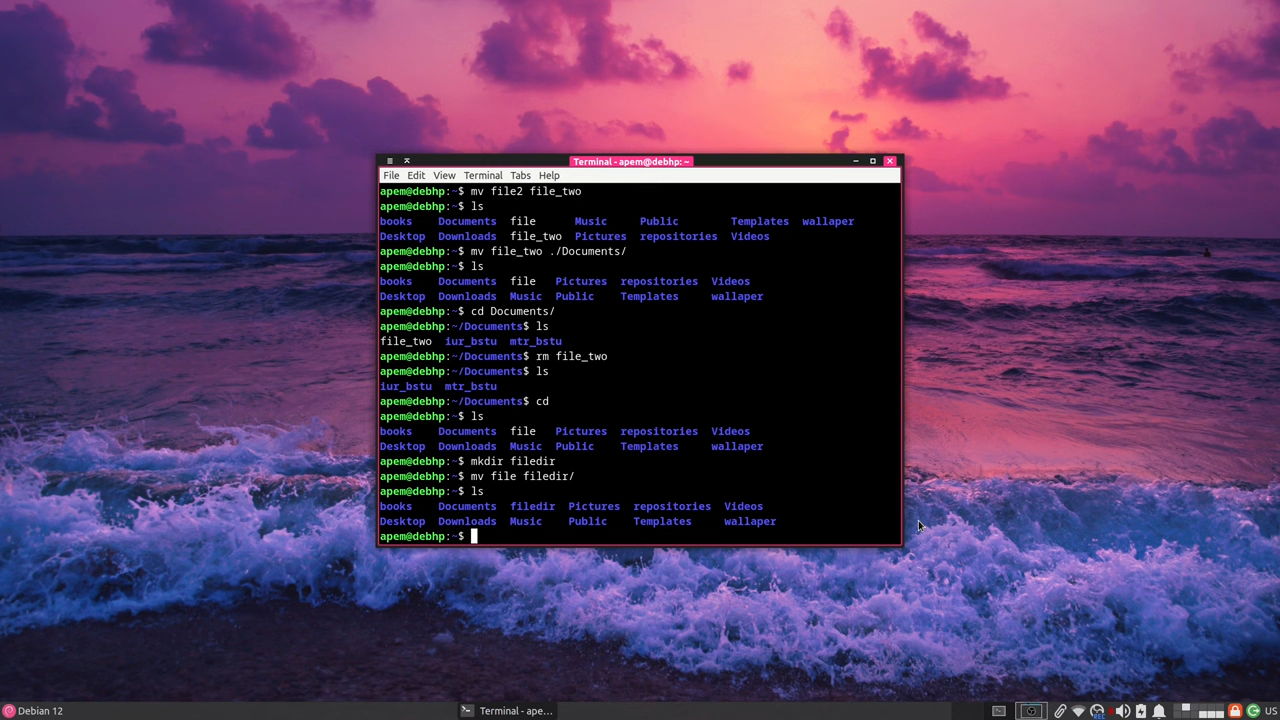 Terminal - apem@debhp: ~
File Edit View Terminal Tabs Help
apem@debhp:~$ mv file2 file_two
apem@debhp:~$ ls
books Documents file Music Public Templates wallaper
Desktop Downloads file_two Pictures repositories Videos
apem@debhp:~$ mv file_two ./Documents/
apem@debhp:~$ ls
books Documents file Pictures repositories Videos
Desktop Downloads Music Public Templates wallaper
apem@debhp:~$ cd Documents/
apem@debhp:~/Documents$ ls
file_two iur_bstu mtr_bstu
apem@debhp:~/Documents$ rm file_two
apem@debhp:~/Documents$ ls
iur_bstu mtr_bstu
apem@debhp:~/Documents$ cd
apem@debhp:~$ ls
books Documents file Pictures repositories Videos
Desktop Downloads Music Public Templates wallaper
apem@debhp:~$ mkdir filedir
apem@debhp:~$ mv file filedir/
apem@debhp:~$ ls
books Documents filedir Pictures repositories Videos
Desktop Downloads Music Public Templates wallaper
apem@debhp:~$
Debian 12 Terminal - ape... REC US